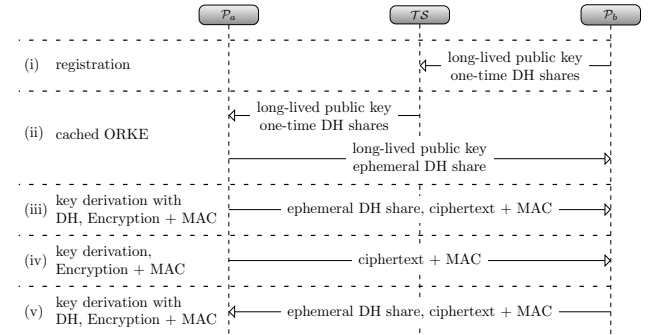 𝒫ₐ
𝒯𝒮
𝒫_b
(i) registration
long-lived public key
one-time DH shares
(ii) cached ORKE
long-lived public key
one-time DH shares
long-lived public key
ephemeral DH share
(iii) key derivation with
DH, Encryption + MAC
ephemeral DH share, ciphertext + MAC
(iv) key derivation,
Encryption + MAC
ciphertext + MAC
(v) key derivation with
DH, Encryption + MAC
ephemeral DH share, ciphertext + MAC